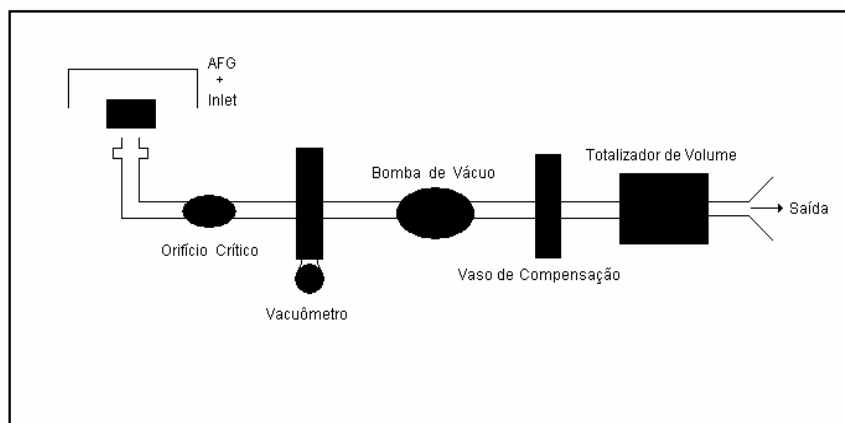 AFG
+
Inlet
Orifício Crítico
Vacuômetro
Bomba de Vácuo
Vaso de Compensação
Totalizador de Volume
Saída